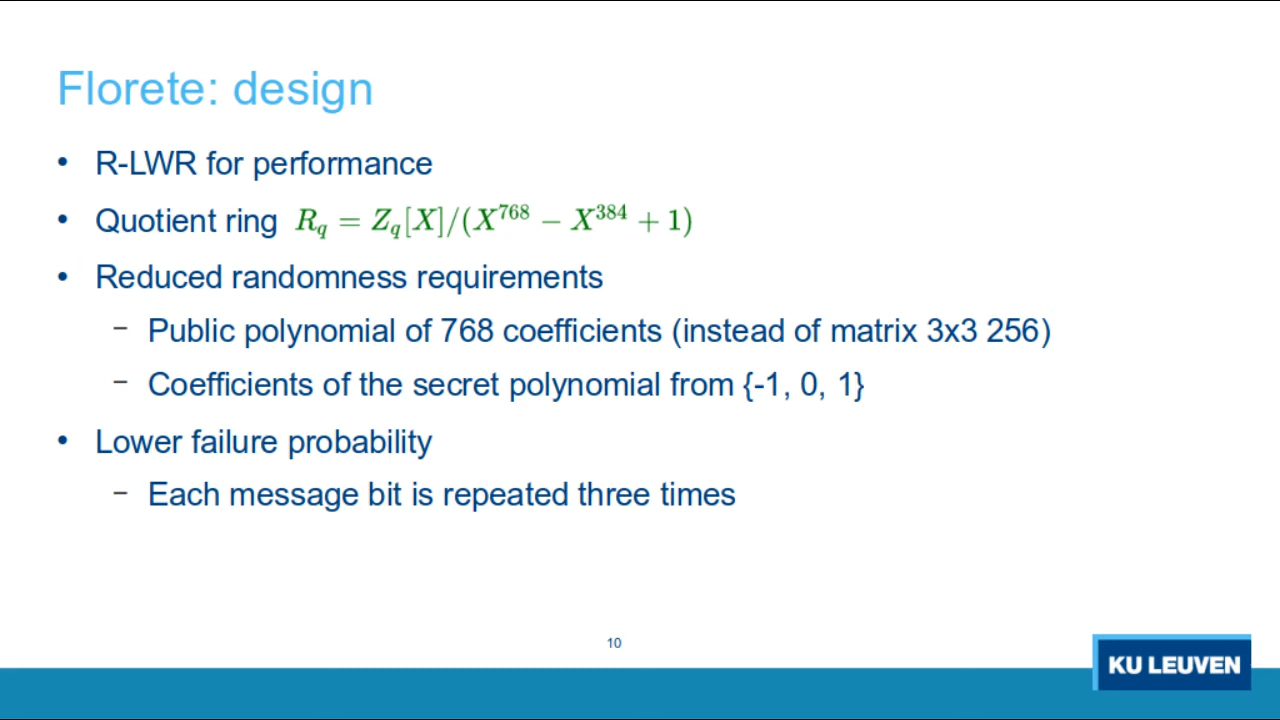 Florete: design
• R-LWR for performance
• Quotient ring $R_q = Z_q[X]/(X^{768} - X^{384} + 1)$
• Reduced randomness requirements
– Public polynomial of 768 coefficients (instead of matrix 3x3 256)
– Coefficients of the secret polynomial from {-1, 0, 1}
• Lower failure probability
– Each message bit is repeated three times
10
KU LEUVEN